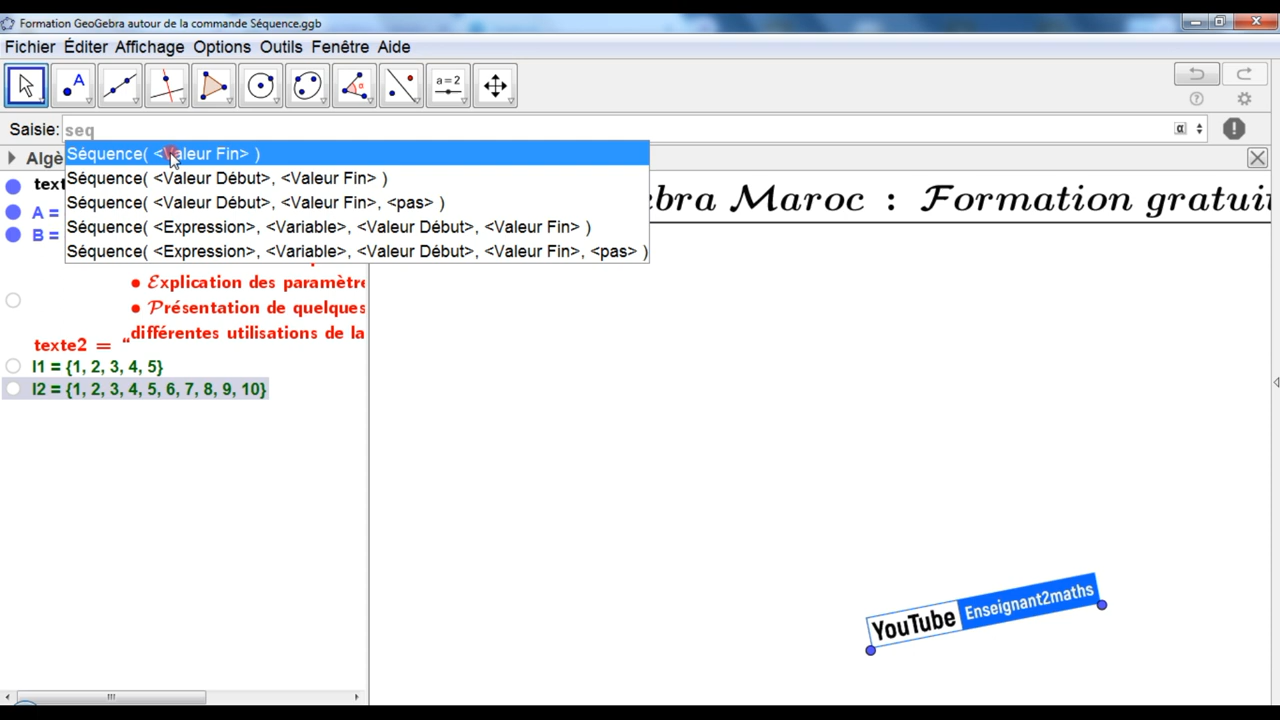 Formation GeoGebra autour de la commande Séquence.ggb
Fichier Éditer Affichage Options Outils Fenêtre Aide
A
α
a=2
Saisie: seq
α
Séquence( <Valeur Fin> )
Séquence( <Valeur Début>, <Valeur Fin> )
Séquence( <Valeur Début>, <Valeur Fin>, <pas> )
Séquence( <Expression>, <Variable>, <Valeur Début>, <Valeur Fin> )
Séquence( <Expression>, <Variable>, <Valeur Début>, <Valeur Fin>, <pas> )
Algè
text
A =
B =
ebra Maroc : Formation gratuit
• Explication des paramètre
• Présentation de quelques
différentes utilisations de la
texte2 = “
l1 = {1, 2, 3, 4, 5}
l2 = {1, 2, 3, 4, 5, 6, 7, 8, 9, 10}
YouTube Enseignant2maths